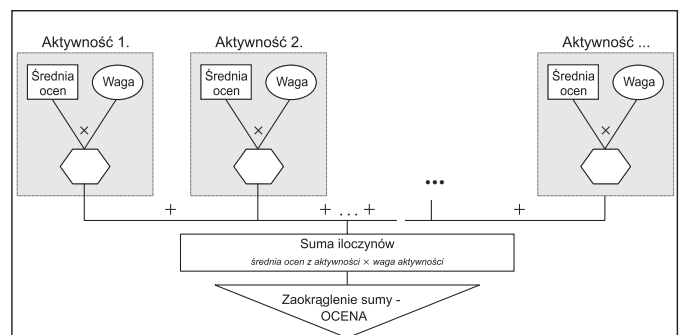 Aktywność 1.
Aktywność 2.
Aktywność ...
Średnia
ocen
Waga
×
Średnia
ocen
Waga
×
Średnia
ocen
Waga
×
...
+
+ ... +
+
Suma iloczynów
średnia ocen z aktywności × waga aktywności
Zaokrąglenie sumy -
OCENA